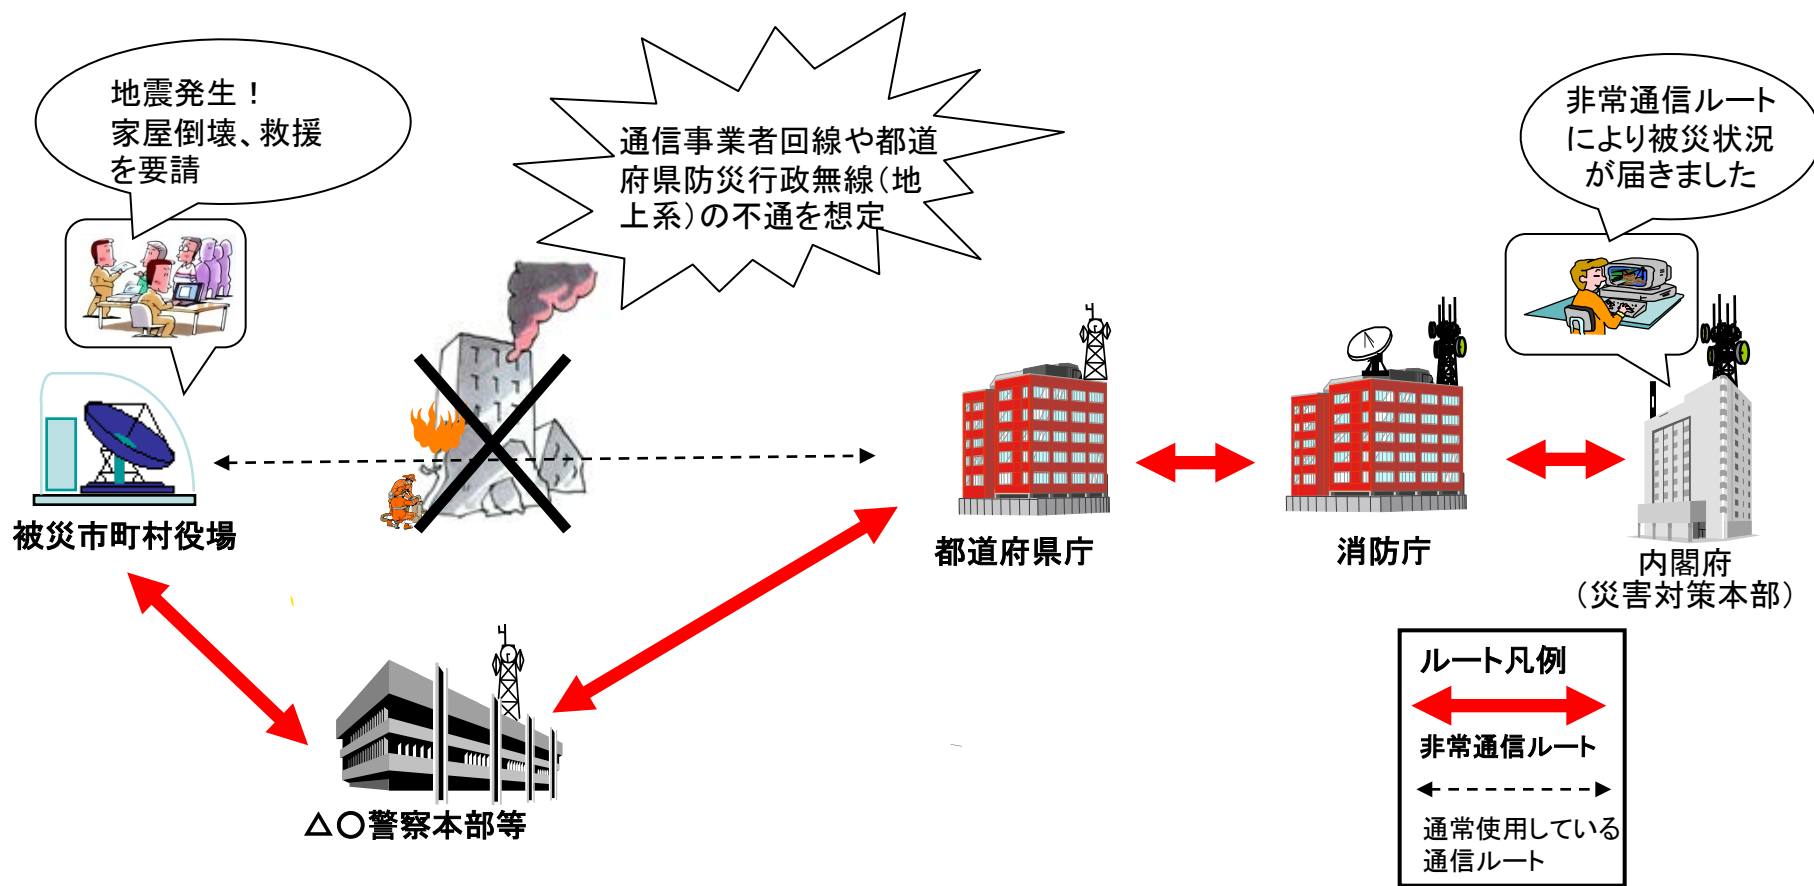 地震発生！
家屋倒壊、救援
を要請
通信事業者回線や都道
府県防災行政無線（地
上系）の不通を想定
非常通信ルート
により被災状況
が届きました
被災市町村役場
都道府県庁
消防庁
内閣府
（災害対策本部）
△〇警察本部等
ルート凡例
非常通信ルート
通常使用している
通信ルート